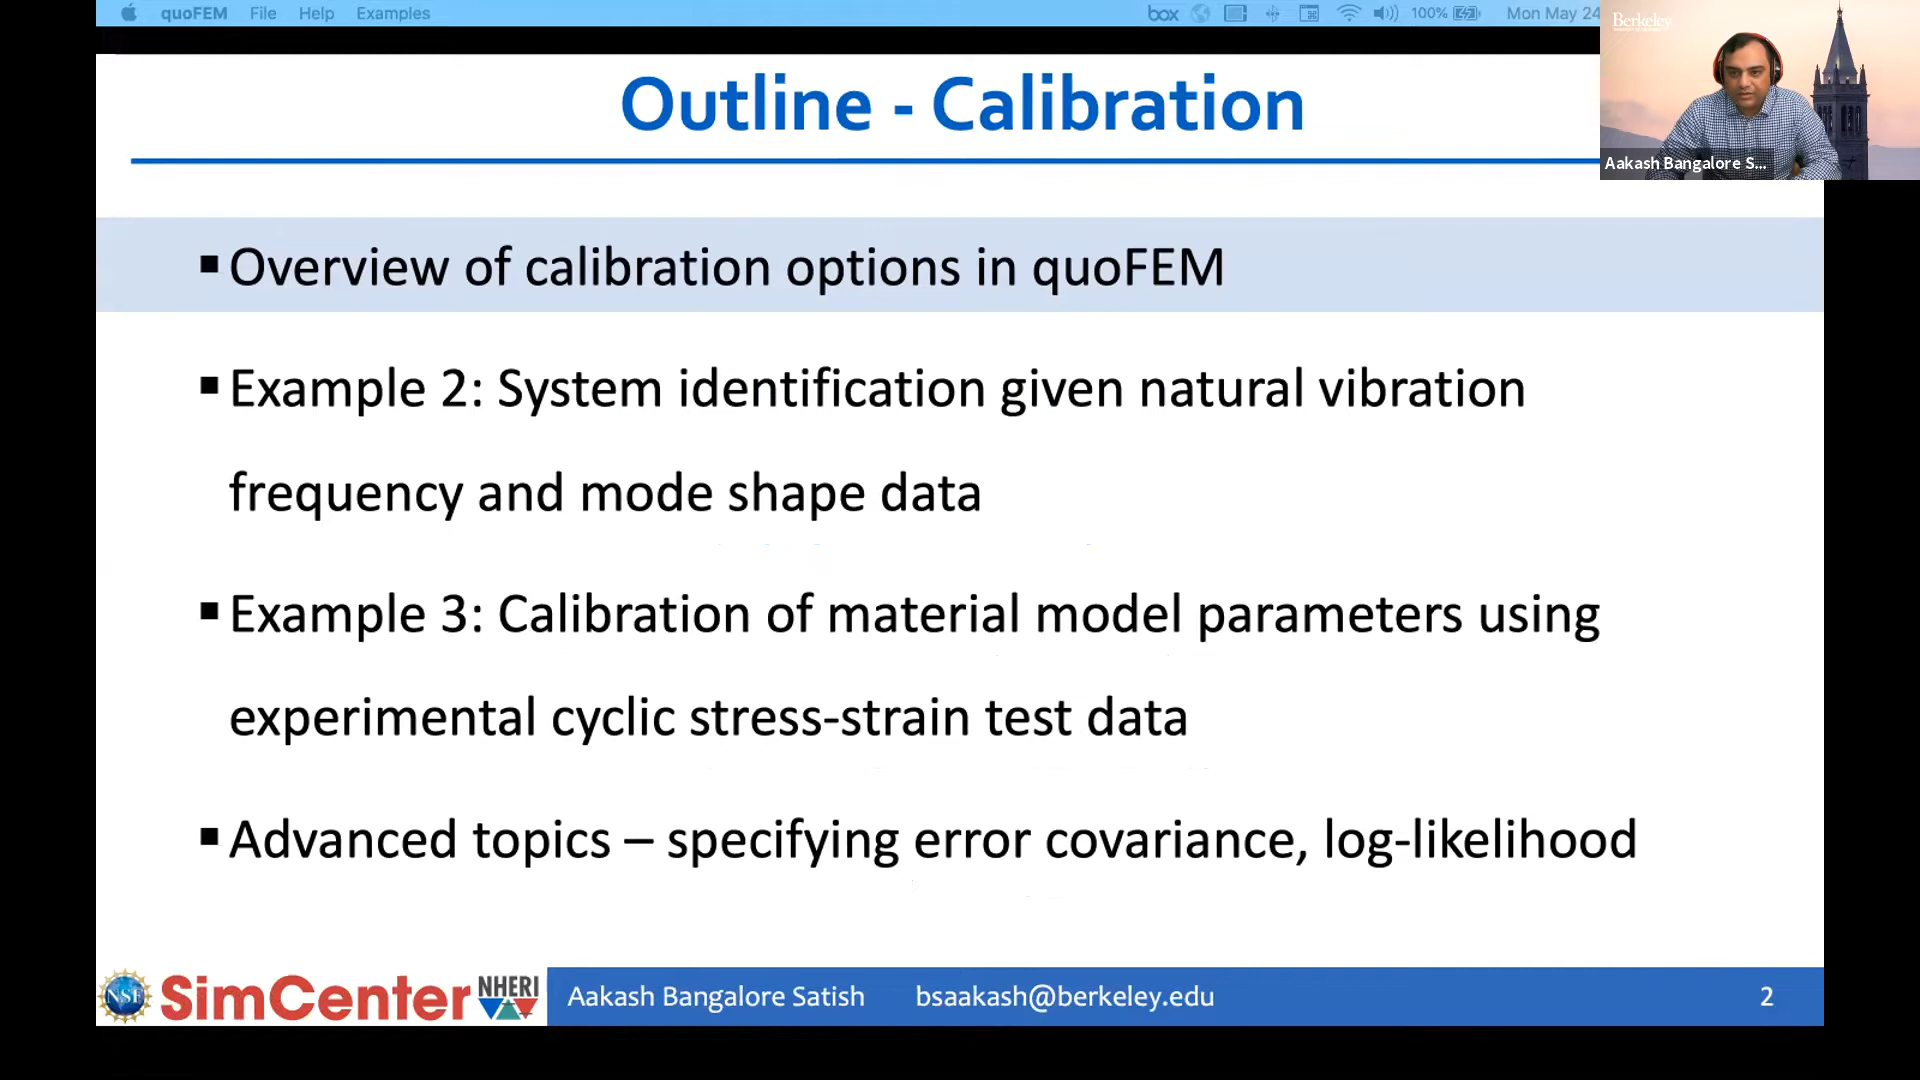 quoFEM File Help Examples
box 100% Mon May 24
Berkeley
Outline - Calibration
Aakash Bangalore S...
▪ Overview of calibration options in quoFEM
▪ Example 2: System identification given natural vibration
frequency and mode shape data
▪ Example 3: Calibration of material model parameters using
experimental cyclic stress-strain test data
▪ Advanced topics – specifying error covariance, log-likelihood
NSF SimCenter NHERI Aakash Bangalore Satish bsaakash@berkeley.edu 2